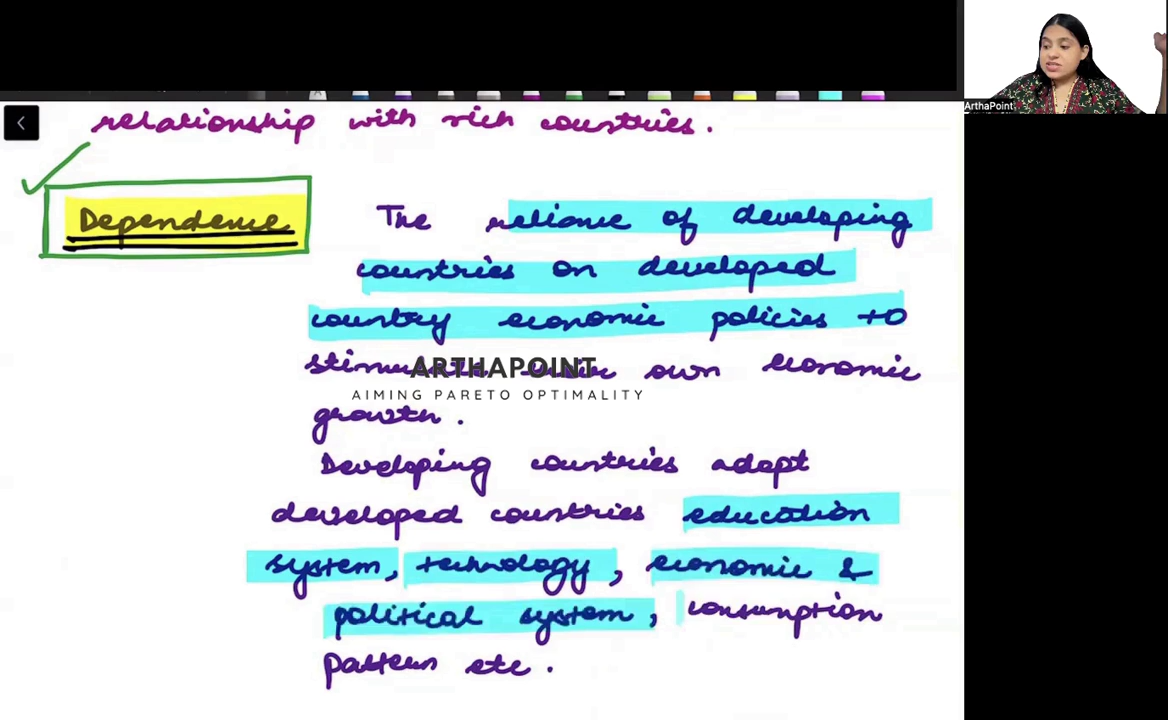 ArthaPoint
relationship with rich countries.
Dependence
The reliance of developing
countries on developed
country economic policies to
own economic
ARTHAPOINT
AIMING PARETO OPTIMALITY
growth.
Developing countries adopt
developed countries education
system, technology, economic &
political system, consumption
pattern etc.